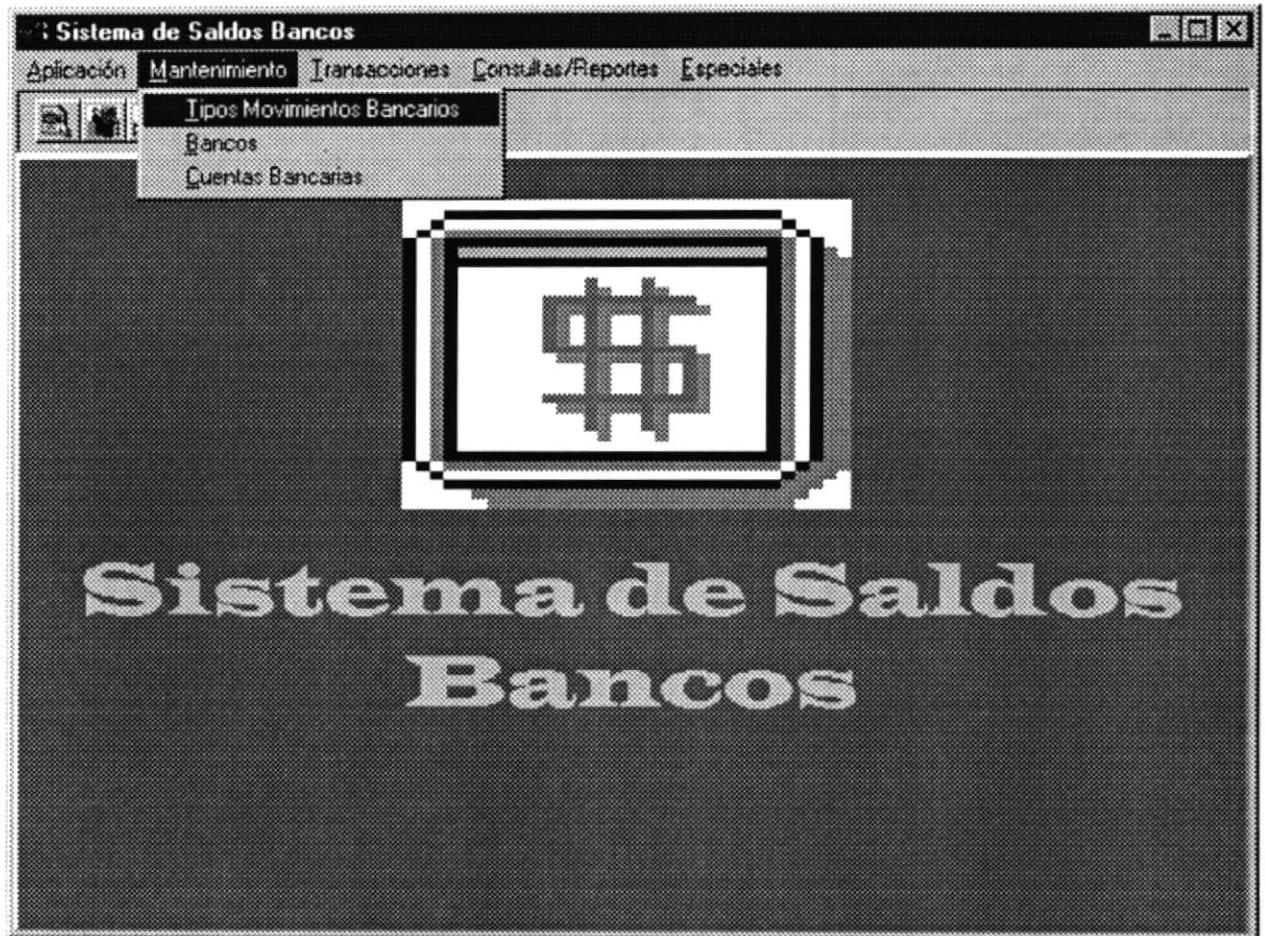 Sistema de Saldos Bancos
Aplicación Mantenimiento Transacciones Consultas/Reportes Especiales
Tipos Movimientos Bancarios
Bancos
Cuentas Bancarias
$
Sistema de Saldos
Bancos